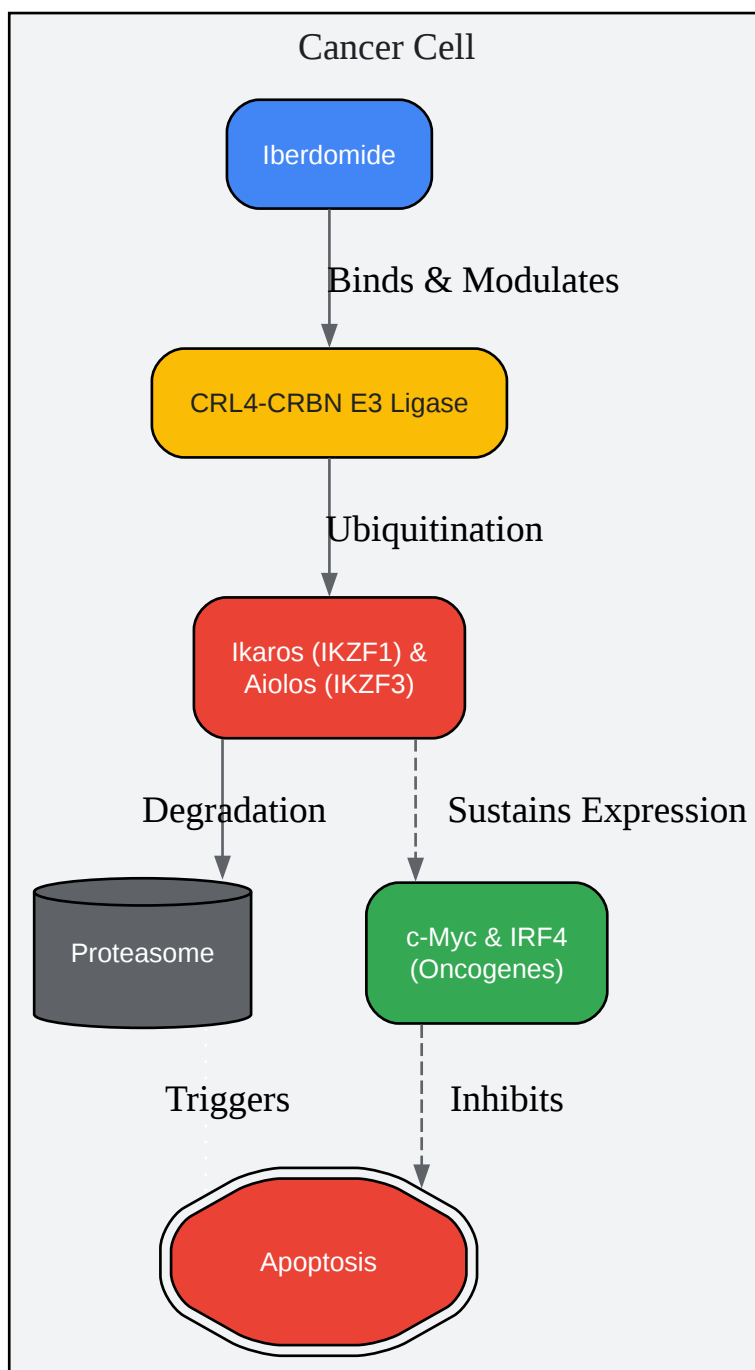 Cancer Cell
Iberdomide
Binds & Modulates
CRL4-CRBN E3 Ligase
Ubiquitination
Ikaros (IKZF1) &
Aiolos (IKZF3)
Degradation
Sustains Expression
Proteasome
c-Myc & IRF4
(Oncogenes)
Triggers
Inhibits
Apoptosis